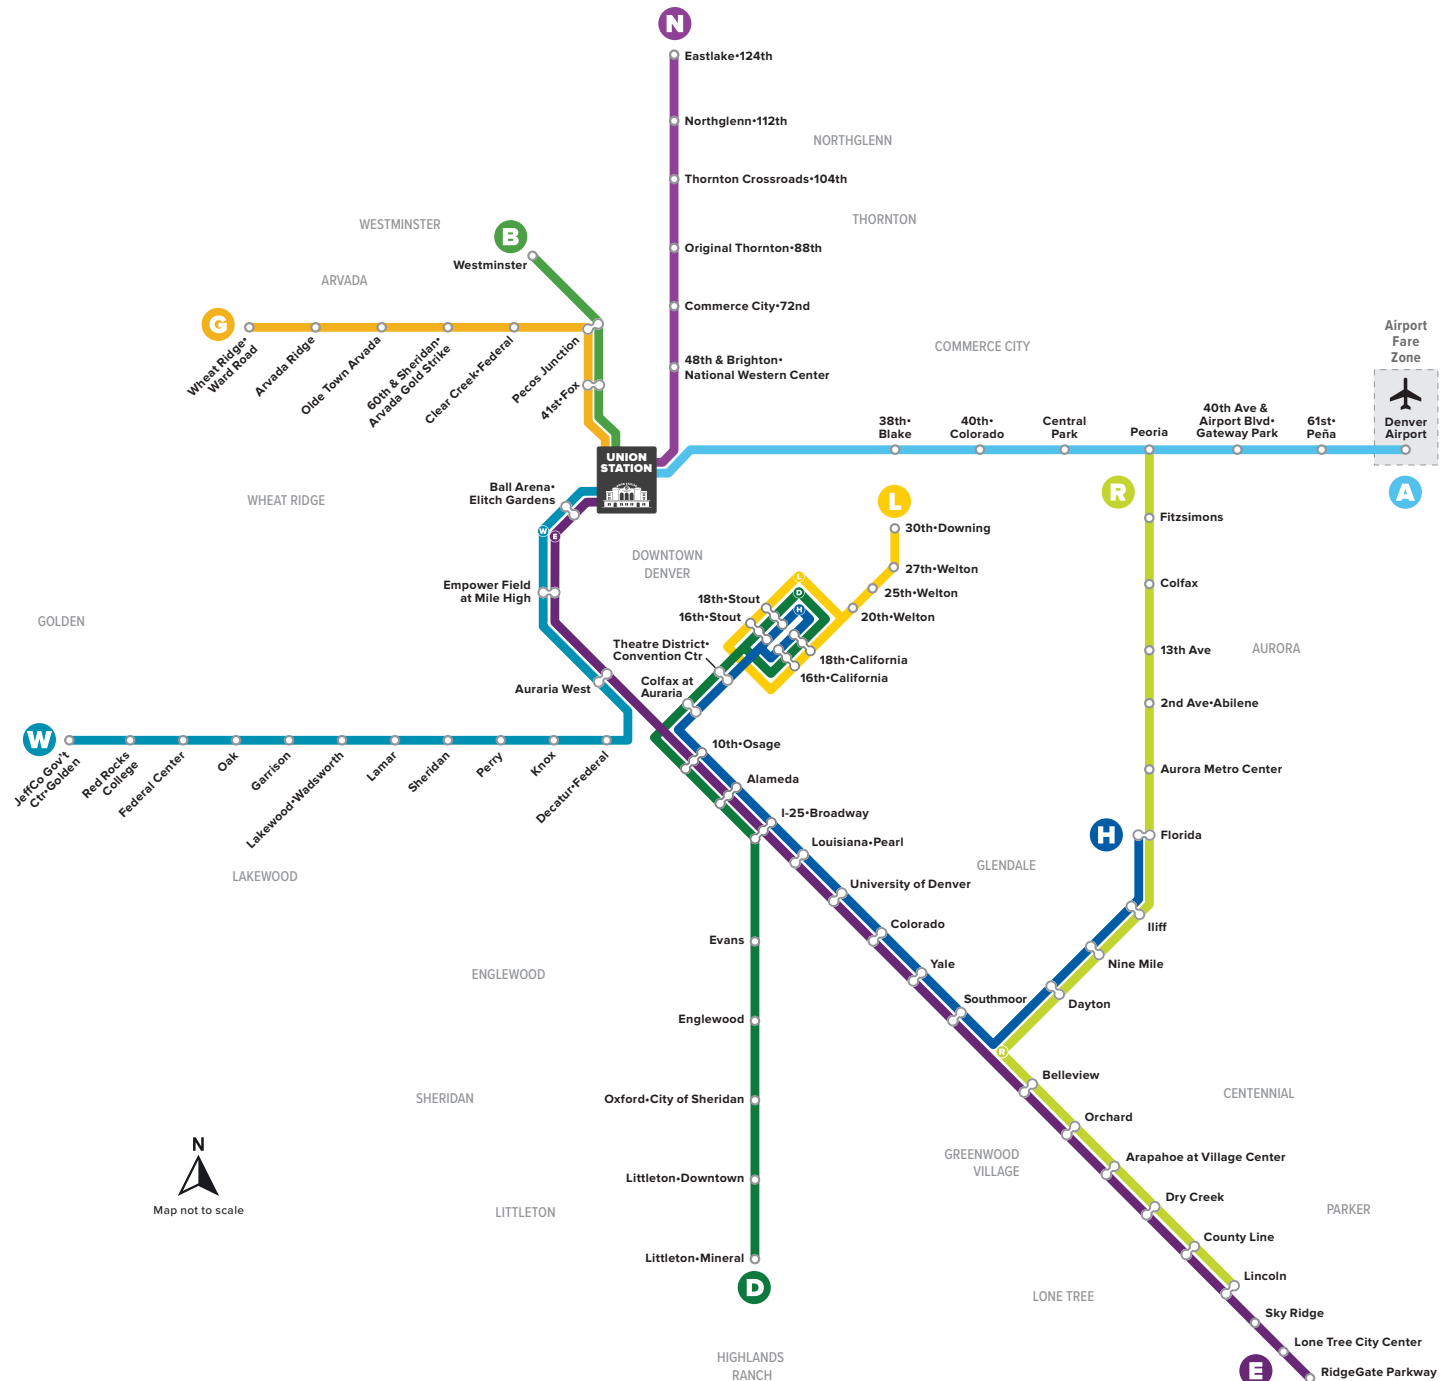 N
Eastlake•124th
Northglenn•112th
NORTHGLENN
Thornton Crossroads•104th
THORNTON
WESTMINSTER
B
Westminster
Original Thornton•88th
ARVADA
G
Commerce City•72nd
Wheat Ridge•
Ward Road
Arvada Ridge
Olde Town Arvada
60th & Sheridan•
Arvada Gold Strike
Clear Creek•Federal
Pecos Junction
41st•Fox
48th & Brighton•
National Western Center
COMMERCE CITY
Airport
Fare
Zone
38th•
Blake
40th•
Colorado
Central
Park
Peoria
40th Ave &
Airport Blvd•
Gateway Park
61st•
Peña
Denver
Airport
UNION
STATION
Ball Arena•
Elitch Gardens
WHEAT RIDGE
L
R
A
W
E
30th•Downing
Fitzsimons
DOWNTOWN
DENVER
27th•Welton
L
D
H
25th•Welton
Colfax
Empower Field
at Mile High
18th•Stout
16th•Stout
20th•Welton
GOLDEN
Theatre District•
Convention Ctr
18th•California
16th•California
13th Ave
AURORA
Auraria West
Colfax at
Auraria
2nd Ave•Abilene
W
JeffCo Gov't
Ctr•Golden
Red Rocks
College
Federal Center
Oak
Garrison
Lakewood•Wadsworth
Lamar
Sheridan
Perry
Knox
Decatur•Federal
10th•Osage
Alameda
Aurora Metro Center
I-25•Broadway
H
Florida
Louisiana•Pearl
GLENDALE
LAKEWOOD
University of Denver
Colorado
Iliff
Evans
Yale
Nine Mile
ENGLEWOOD
Southmoor
Dayton
Englewood
R
Belleview
SHERIDAN
Oxford•City of Sheridan
CENTENNIAL
Orchard
N
GREENWOOD
VILLAGE
Arapahoe at Village Center
Littleton•Downtown
Dry Creek
Map not to scale
LITTLETON
PARKER
County Line
Littleton•Mineral
Lincoln
D
LONE TREE
Sky Ridge
Lone Tree City Center
HIGHLANDS
RANCH
E
RidgeGate Parkway